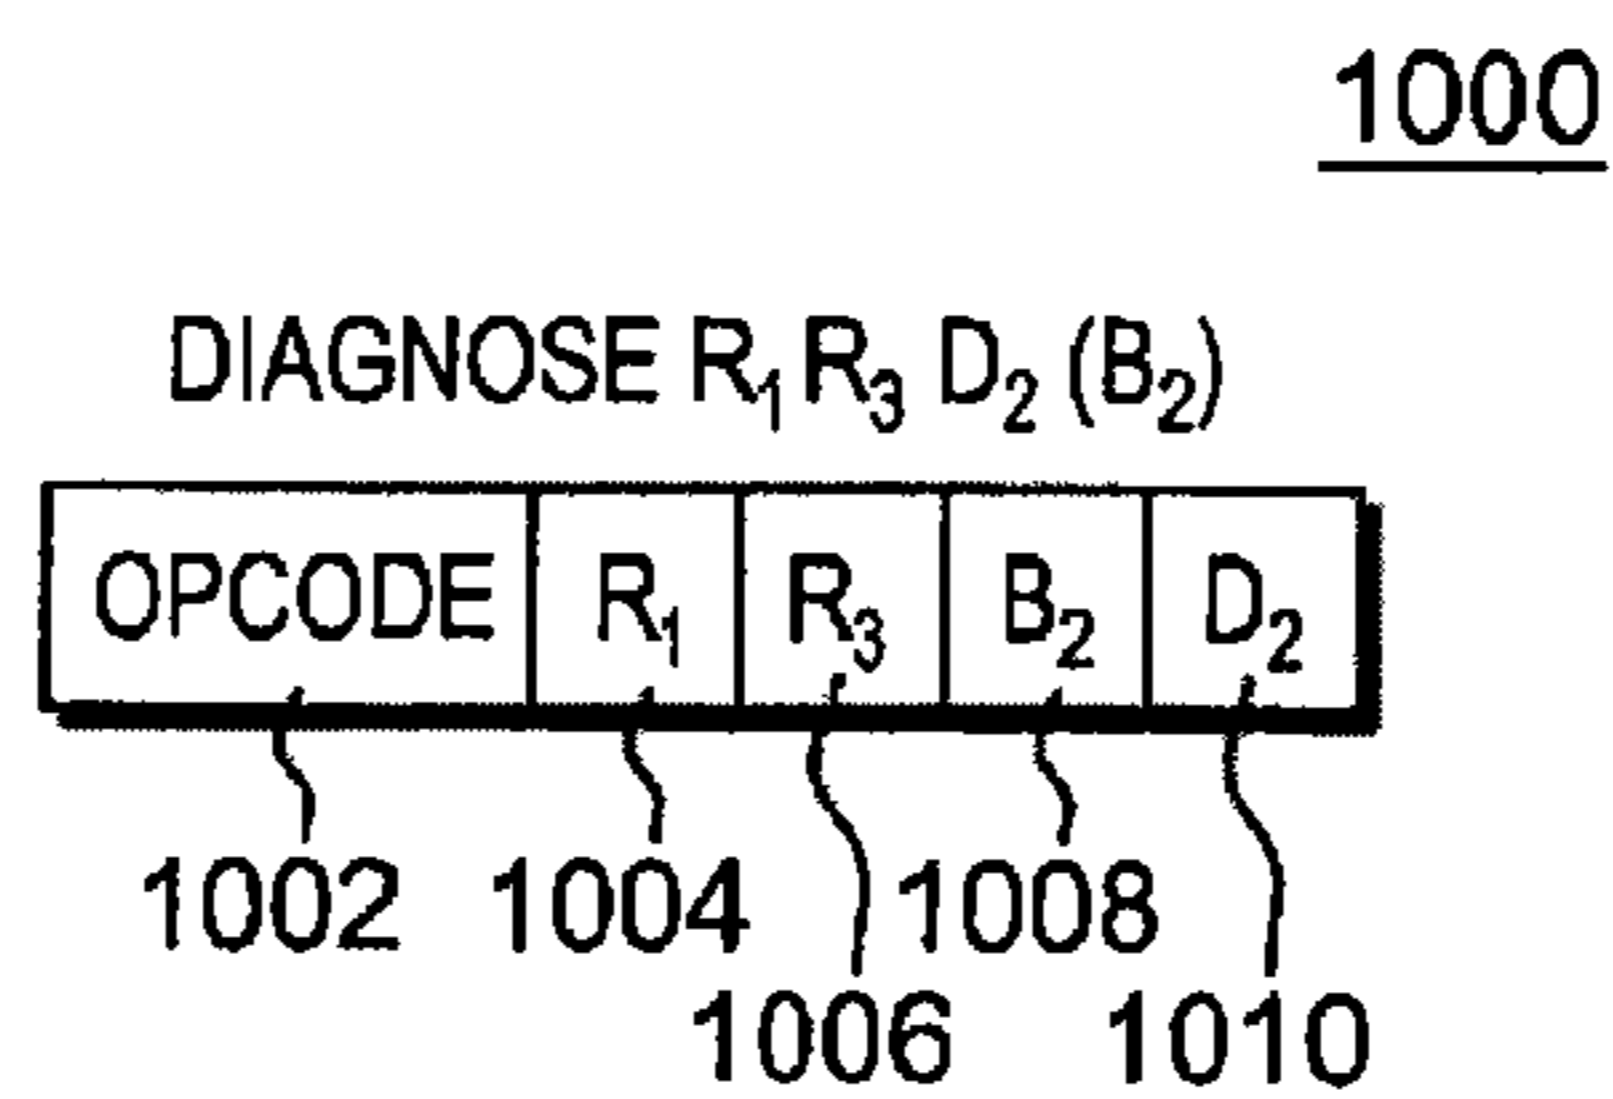 1000
DIAGNOSE R₁ R₃ D₂ (B₂)
OPCODE R₁ R₃ B₂ D₂
1002 1004 1008
1006 1010